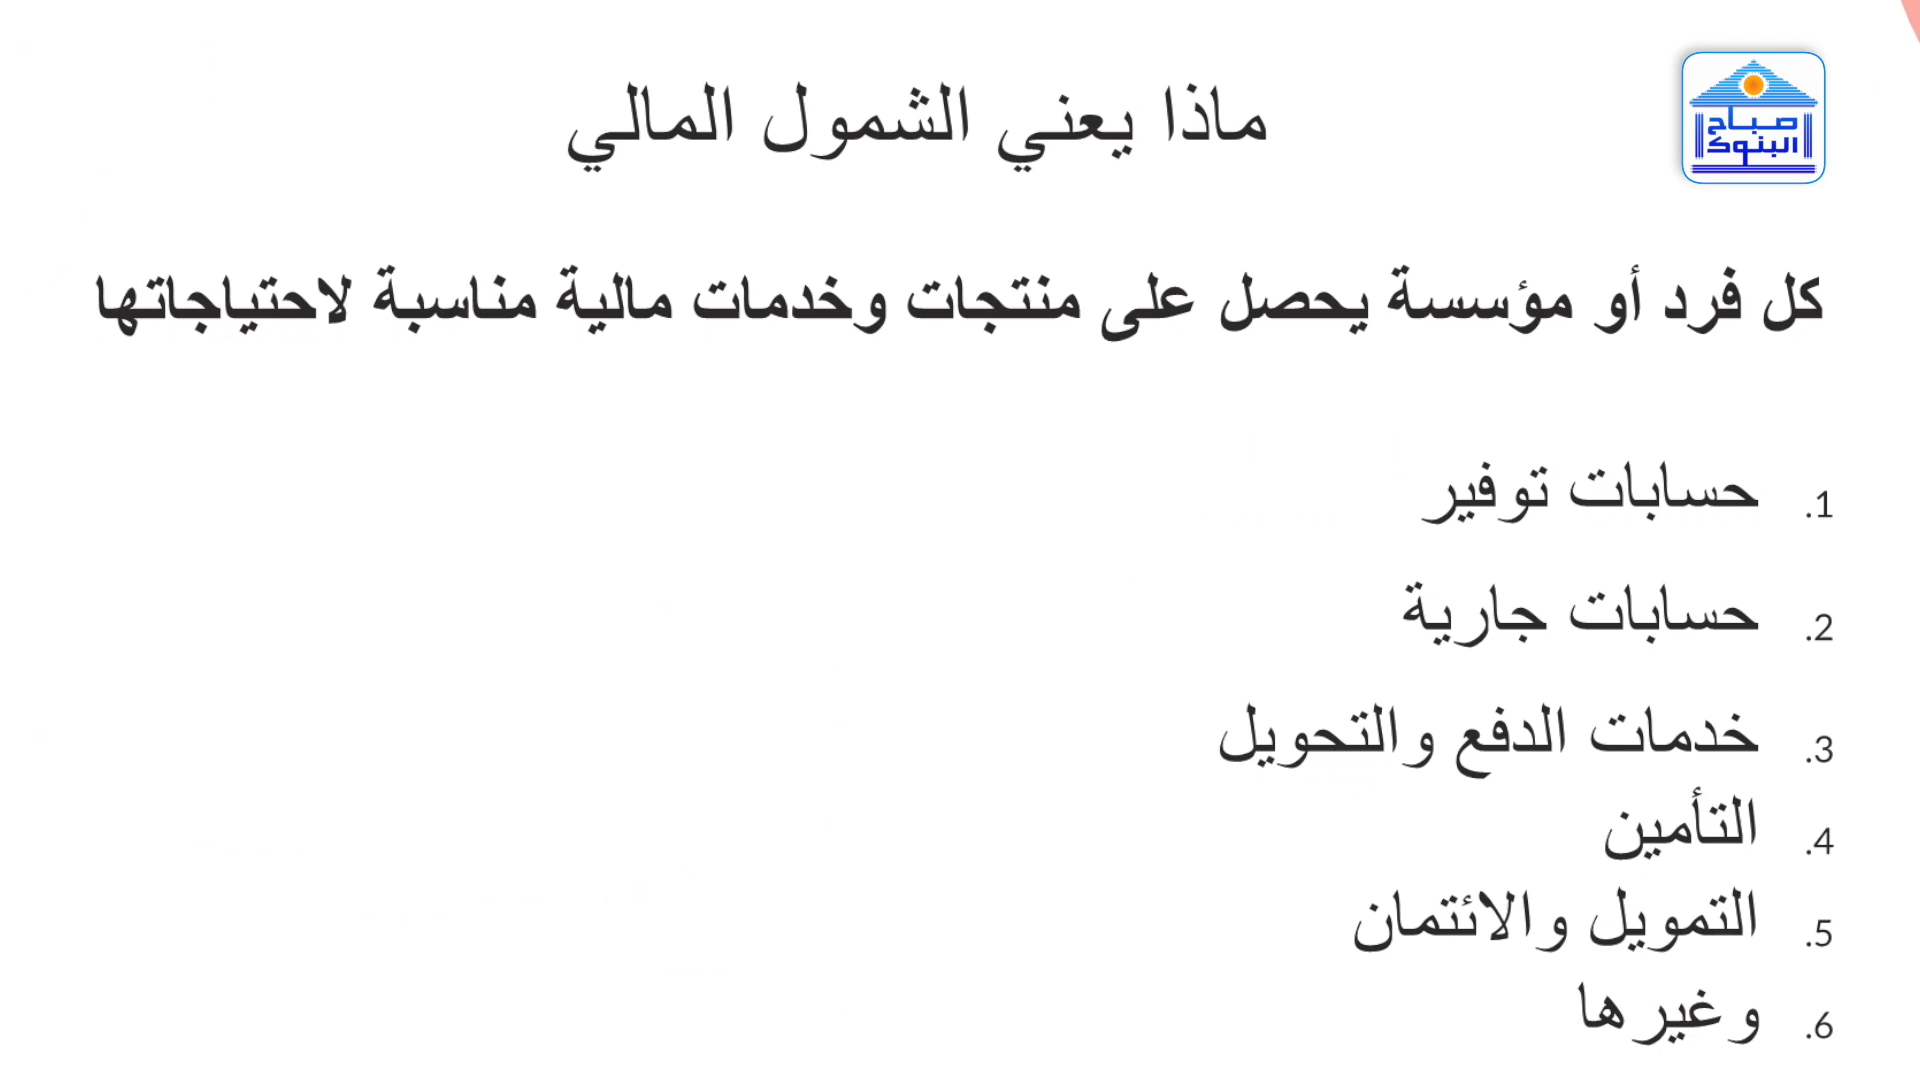 صباح
البنوك
ماذا يعني الشمول المالي
كل فرد أو مؤسسة يحصل على منتجات وخدمات مالية مناسبة لاحتياجاتها
1. حسابات توفير
2. حسابات جارية
3. خدمات الدفع والتحويل
4. التأمين
5. التمويل والائتمان
6. وغيرها